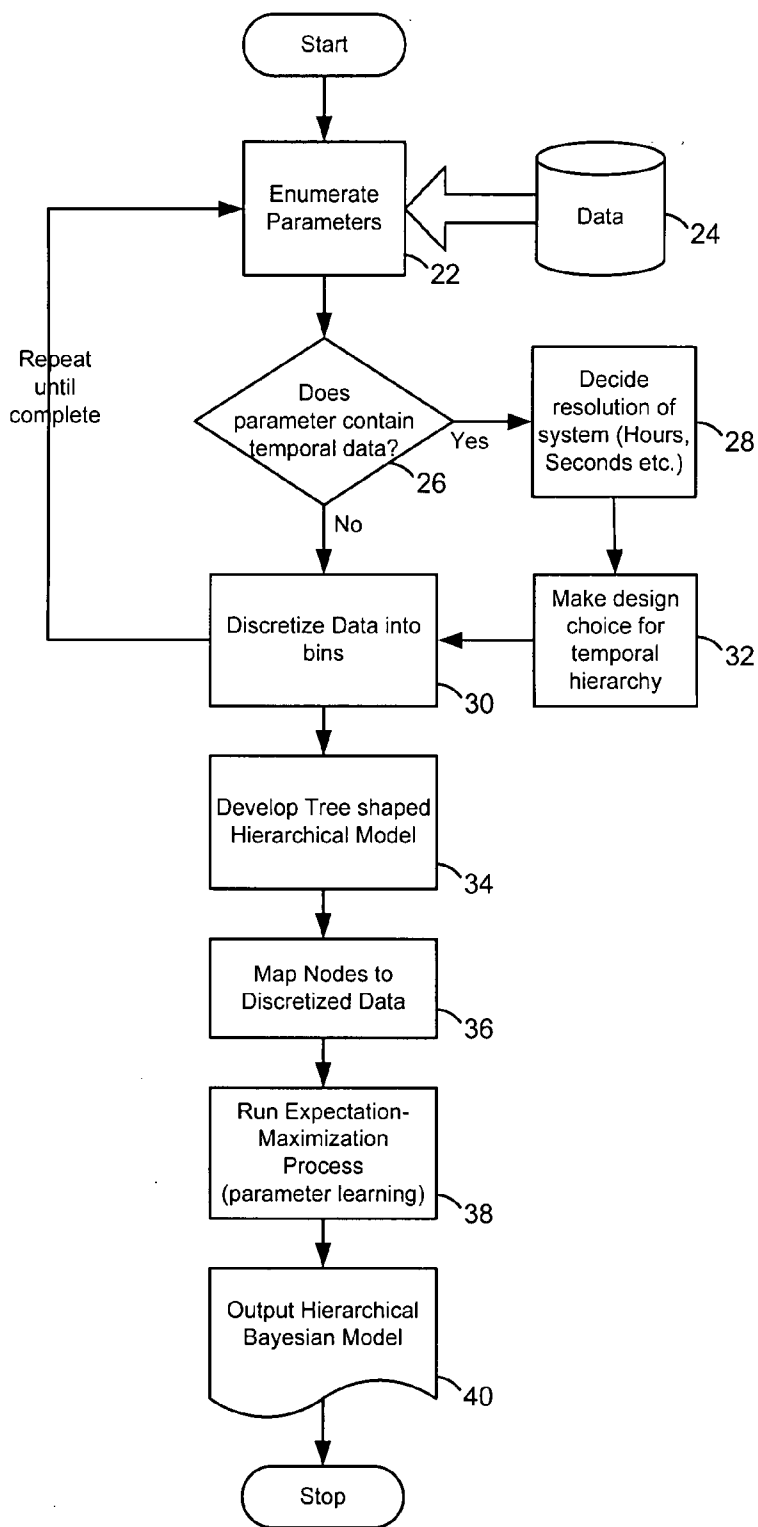 Start
Enumerate
Parameters
22
Data
24
Repeat
until
complete
Does
parameter contain
temporal data?
26
Yes
No
Decide
resolution of
system (Hours,
Seconds etc.)
28
Discretize Data into
bins
30
Make design
choice for
temporal
hierarchy
32
Develop Tree shaped
Hierarchical Model
34
Map Nodes to
Discretized Data
36
Run Expectation-
Maximization
Process
(parameter learning)
38
Output Hierarchical
Bayesian Model
40
Stop